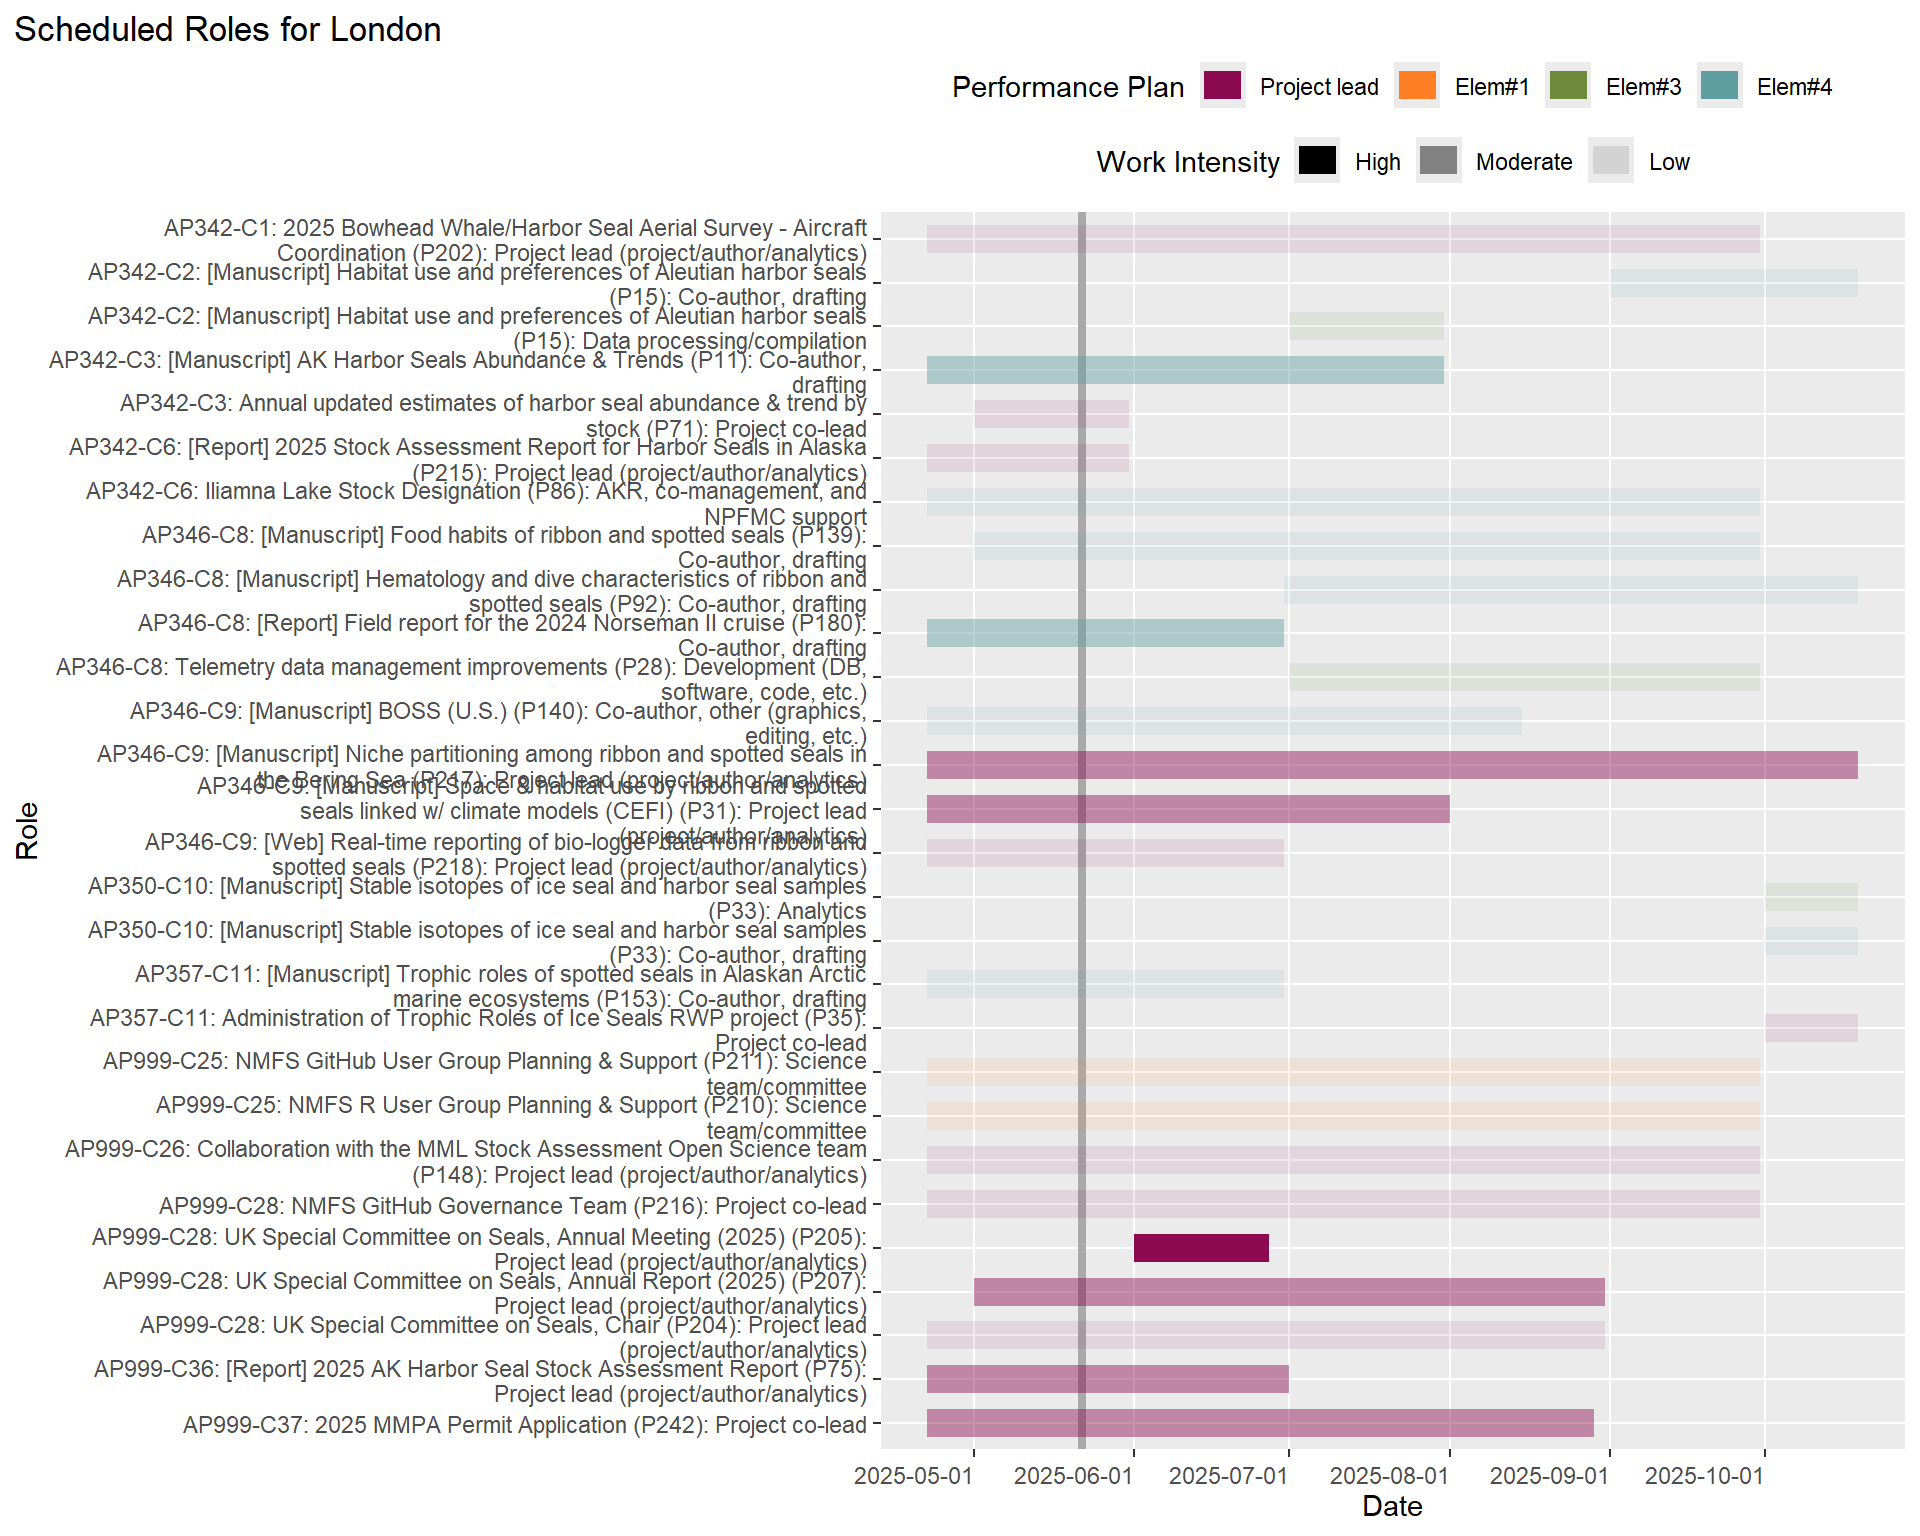 Scheduled Roles for London
Performance Plan Project lead Elem#1 Elem#3 Elem#4
Work Intensity High Moderate Low
AP342-C1: 2025 Bowhead Whale/Harbor Seal Aerial Survey - Aircraft
Coordination (P202): Project lead (project/author/analytics)
AP342-C2: [Manuscript] Habitat use and preferences of Aleutian harbor seals
(P15): Co-author, drafting
AP342-C2: [Manuscript] Habitat use and preferences of Aleutian harbor seals
(P15): Data processing/compilation
AP342-C3: [Manuscript] AK Harbor Seals Abundance & Trends (P11): Co-author,
drafting
AP342-C3: Annual updated estimates of harbor seal abundance & trend by
stock (P71): Project co-lead
AP342-C6: [Report] 2025 Stock Assessment Report for Harbor Seals in Alaska
(P215): Project lead (project/author/analytics)
AP342-C6: Iliamna Lake Stock Designation (P86): AKR, co-management, and
NPFMC support
AP346-C8: [Manuscript] Food habits of ribbon and spotted seals (P139):
Co-author, drafting
AP346-C8: [Manuscript] Hematology and dive characteristics of ribbon and
spotted seals (P92): Co-author, drafting
AP346-C8: [Report] Field report for the 2024 Norseman II cruise (P180):
Co-author, drafting
AP346-C8: Telemetry data management improvements (P28): Development (DB,
software, code, etc.)
AP346-C9: [Manuscript] BOSS (U.S.) (P140): Co-author, other (graphics,
editing, etc.)
AP346-C9: [Manuscript] Niche partitioning among ribbon and spotted seals in
the Bering Sea (P217): Project lead (project/author/analytics)
AP346-C9: [Manuscript] Space & habitat use by ribbon and spotted
seals linked w/ climate models (CEFI) (P31): Project lead
(project/author/analytics)
AP346-C9: [Web] Real-time reporting of bio-logger data from ribbon and
spotted seals (P218): Project lead (project/author/analytics)
AP350-C10: [Manuscript] Stable isotopes of ice seal and harbor seal samples
(P33): Analytics
AP350-C10: [Manuscript] Stable isotopes of ice seal and harbor seal samples
(P33): Co-author, drafting
AP357-C11: [Manuscript] Trophic roles of spotted seals in Alaskan Arctic
marine ecosystems (P153): Co-author, drafting
AP357-C11: Administration of Trophic Roles of Ice Seals RWP project (P35):
Project co-lead
AP999-C25: NMFS GitHub User Group Planning & Support (P211): Science
team/committee
AP999-C25: NMFS R User Group Planning & Support (P210): Science
team/committee
AP999-C26: Collaboration with the MML Stock Assessment Open Science team
(P148): Project lead (project/author/analytics)
AP999-C28: NMFS GitHub Governance Team (P216): Project co-lead
AP999-C28: UK Special Committee on Seals, Annual Meeting (2025) (P205):
Project lead (project/author/analytics)
AP999-C28: UK Special Committee on Seals, Annual Report (2025) (P207):
Project lead (project/author/analytics)
AP999-C28: UK Special Committee on Seals, Chair (P204): Project lead
(project/author/analytics)
AP999-C36: [Report] 2025 AK Harbor Seal Stock Assessment Report (P75):
Project lead (project/author/analytics)
AP999-C37: 2025 MMPA Permit Application (P242): Project co-lead
Role
2025-05-01 2025-06-01 2025-07-01 2025-08-01 2025-09-01 2025-10-01
Date